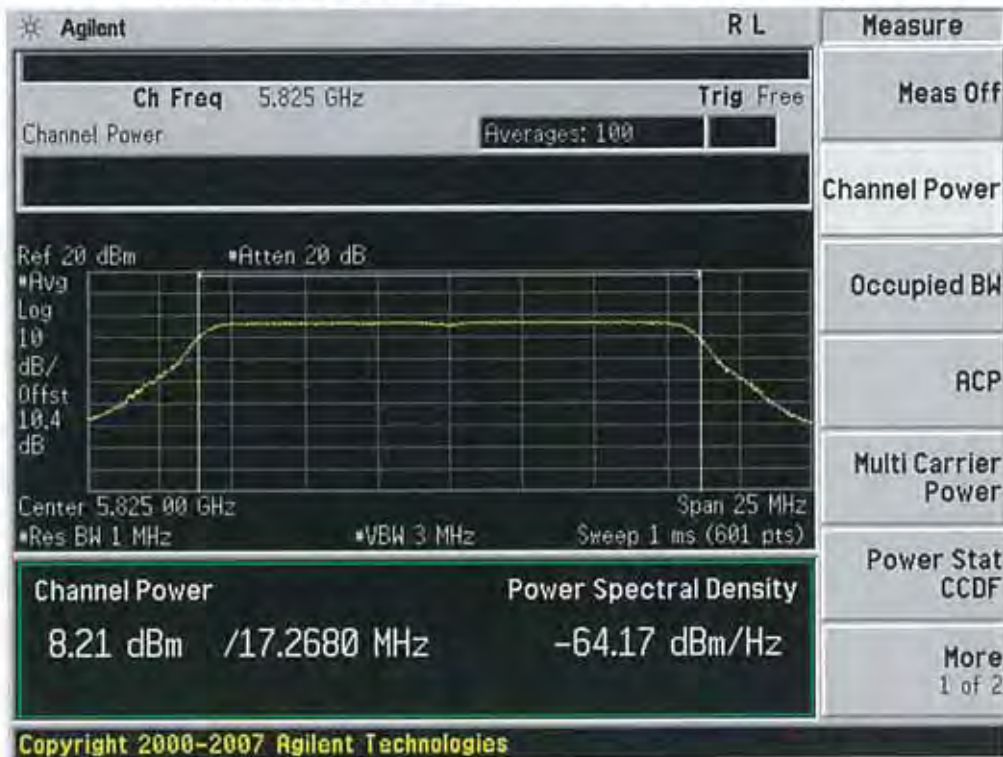 Agilent
R L
Measure
Ch Freq 5.825 GHz
Trig Free
Meas Off
Channel Power
Averages: 100
Channel Power
Ref 20 dBm
*Atten 20 dB
*Avg
Log
10
dB/
Offst
10.4
dB
Occupied BW
ACP
Multi Carrier
Power
Center 5.825 00 GHz
Span 25 MHz
*Res BW 1 MHz
*VBW 3 MHz
Sweep 1 ms (601 pts)
Power Stat
CCDF
Channel Power
Power Spectral Density
8.21 dBm /17.2680 MHz
-64.17 dBm/Hz
More
1 of 2
Copyright 2000-2007 Agilent Technologies